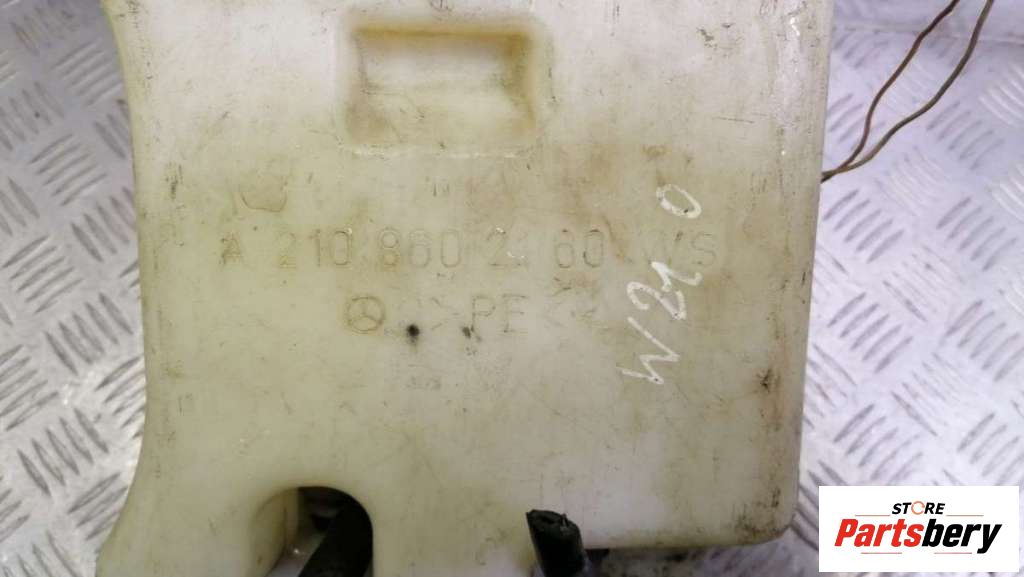 A 210 860 2 60 WS
>PE<
W210
STORE
Partsbery